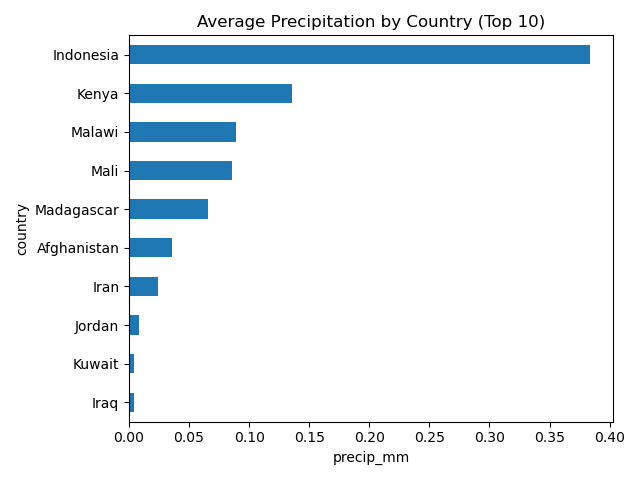 Average Precipitation by Country (Top 10)
Indonesia
Kenya
Malawi
Mali
Madagascar
Afghanistan
Iran
Jordan
Kuwait
Iraq
country
0.00 0.05 0.10 0.15 0.20 0.25 0.30 0.35 0.40
precip_mm